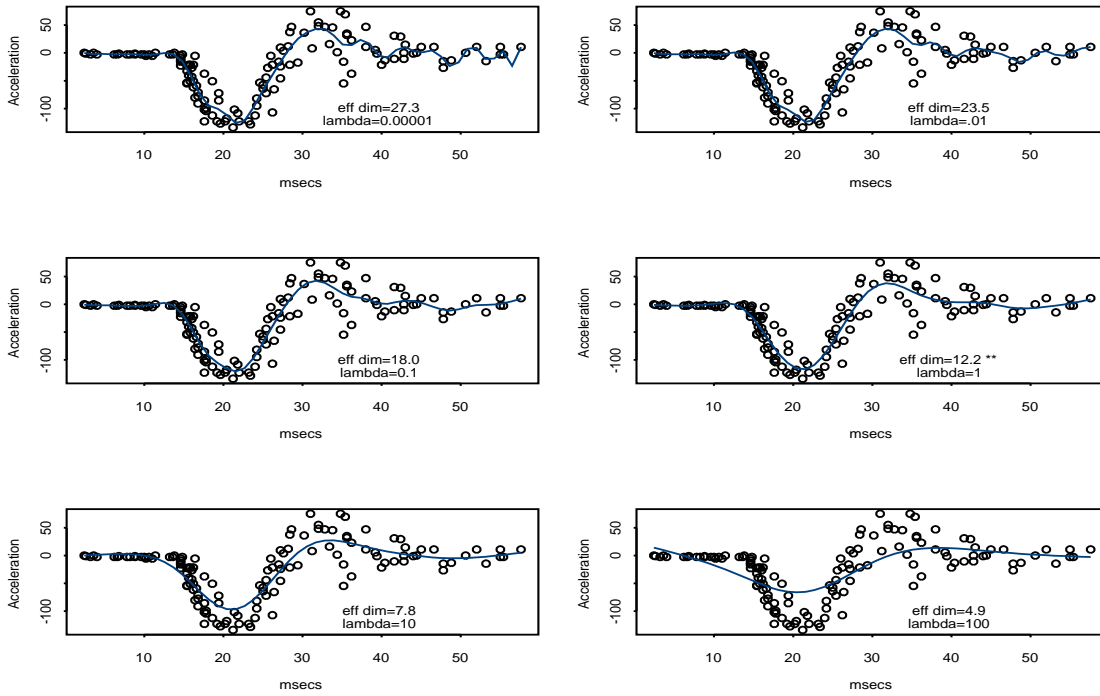 Acceleration
50
0
-100
eff dim=27.3
lambda=0.00001
10 20 30 40 50
msecs
Acceleration
50
0
-100
eff dim=23.5
lambda=.01
10 20 30 40 50
msecs
Acceleration
50
0
-100
eff dim=18.0
lambda=0.1
10 20 30 40 50
msecs
Acceleration
50
0
-100
eff dim=12.2 **
lambda=1
10 20 30 40 50
msecs
Acceleration
50
0
-100
eff dim=7.8
lambda=10
10 20 30 40 50
msecs
Acceleration
50
0
-100
eff dim=4.9
lambda=100
10 20 30 40 50
msecs